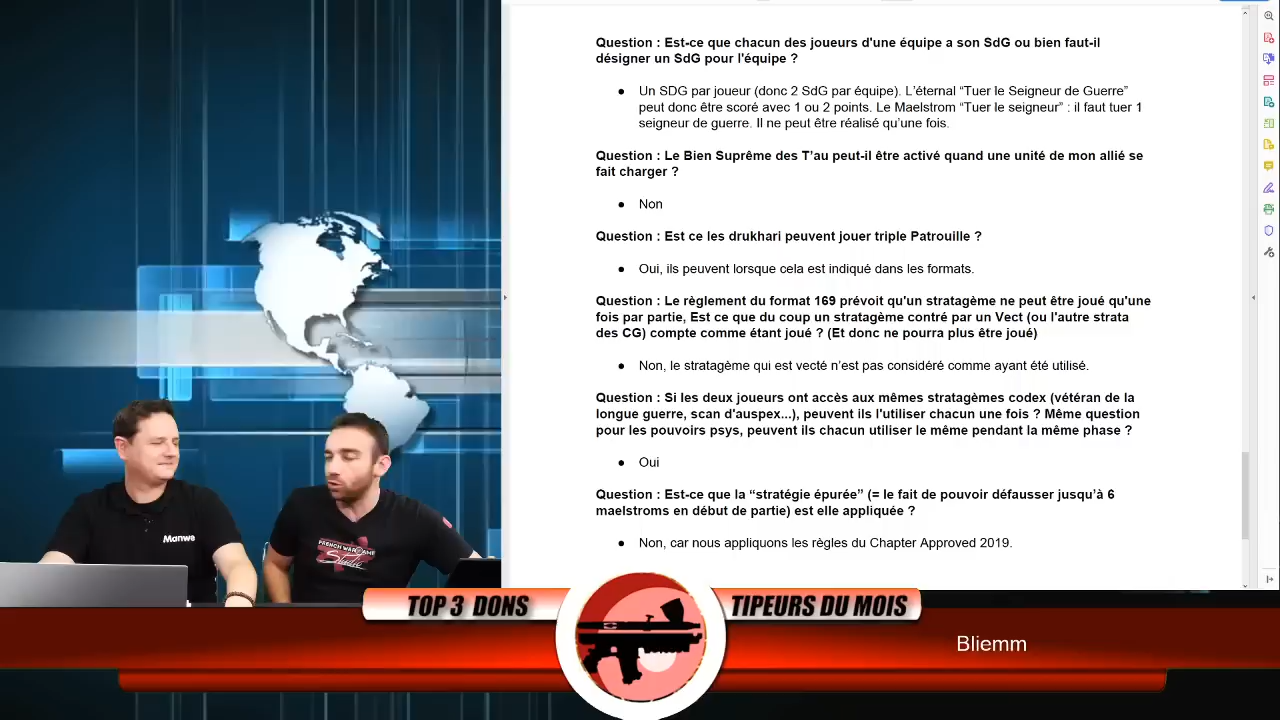 Question : Est-ce que chacun des joueurs d'une équipe a son SdG ou bien faut-il
désigner un SdG pour l'équipe ?
● Un SDG par joueur (donc 2 SdG par équipe). L’éternal “Tuer le Seigneur de Guerre”
peut donc être scoré avec 1 ou 2 points. Le Maelstrom “Tuer le seigneur” : il faut tuer 1
seigneur de guerre. Il ne peut être réalisé qu’une fois.
Question : Le Bien Suprême des T’au peut-il être activé quand une unité de mon allié se
fait charger ?
● Non
Question : Est ce les drukhari peuvent jouer triple Patrouille ?
● Oui, ils peuvent lorsque cela est indiqué dans les formats.
Question : Le règlement du format 169 prévoit qu'un stratagème ne peut être joué qu'une
fois par partie, Est ce que du coup un stratagème contré par un Vect (ou l'autre strata
des CG) compte comme étant joué ? (Et donc ne pourra plus être joué)
● Non, le stratagème qui est vecté n’est pas considéré comme ayant été utilisé.
Question : Si les deux joueurs ont accès aux mêmes stratagèmes codex (vétéran de la
longue guerre, scan d'auspex...), peuvent ils l'utiliser chacun une fois ? Même question
pour les pouvoirs psys, peuvent ils chacun utiliser le même pendant la même phase ?
● Oui
Question : Est-ce que la “stratégie épurée” (= le fait de pouvoir défausser jusqu’à 6
maelstroms en début de partie) est elle appliquée ?
● Non, car nous appliquons les règles du Chapter Approved 2019.
Manwe
FRENCH WARGAME
Studio
TOP 3 DONS
TIPEURS DU MOIS
Bliemm